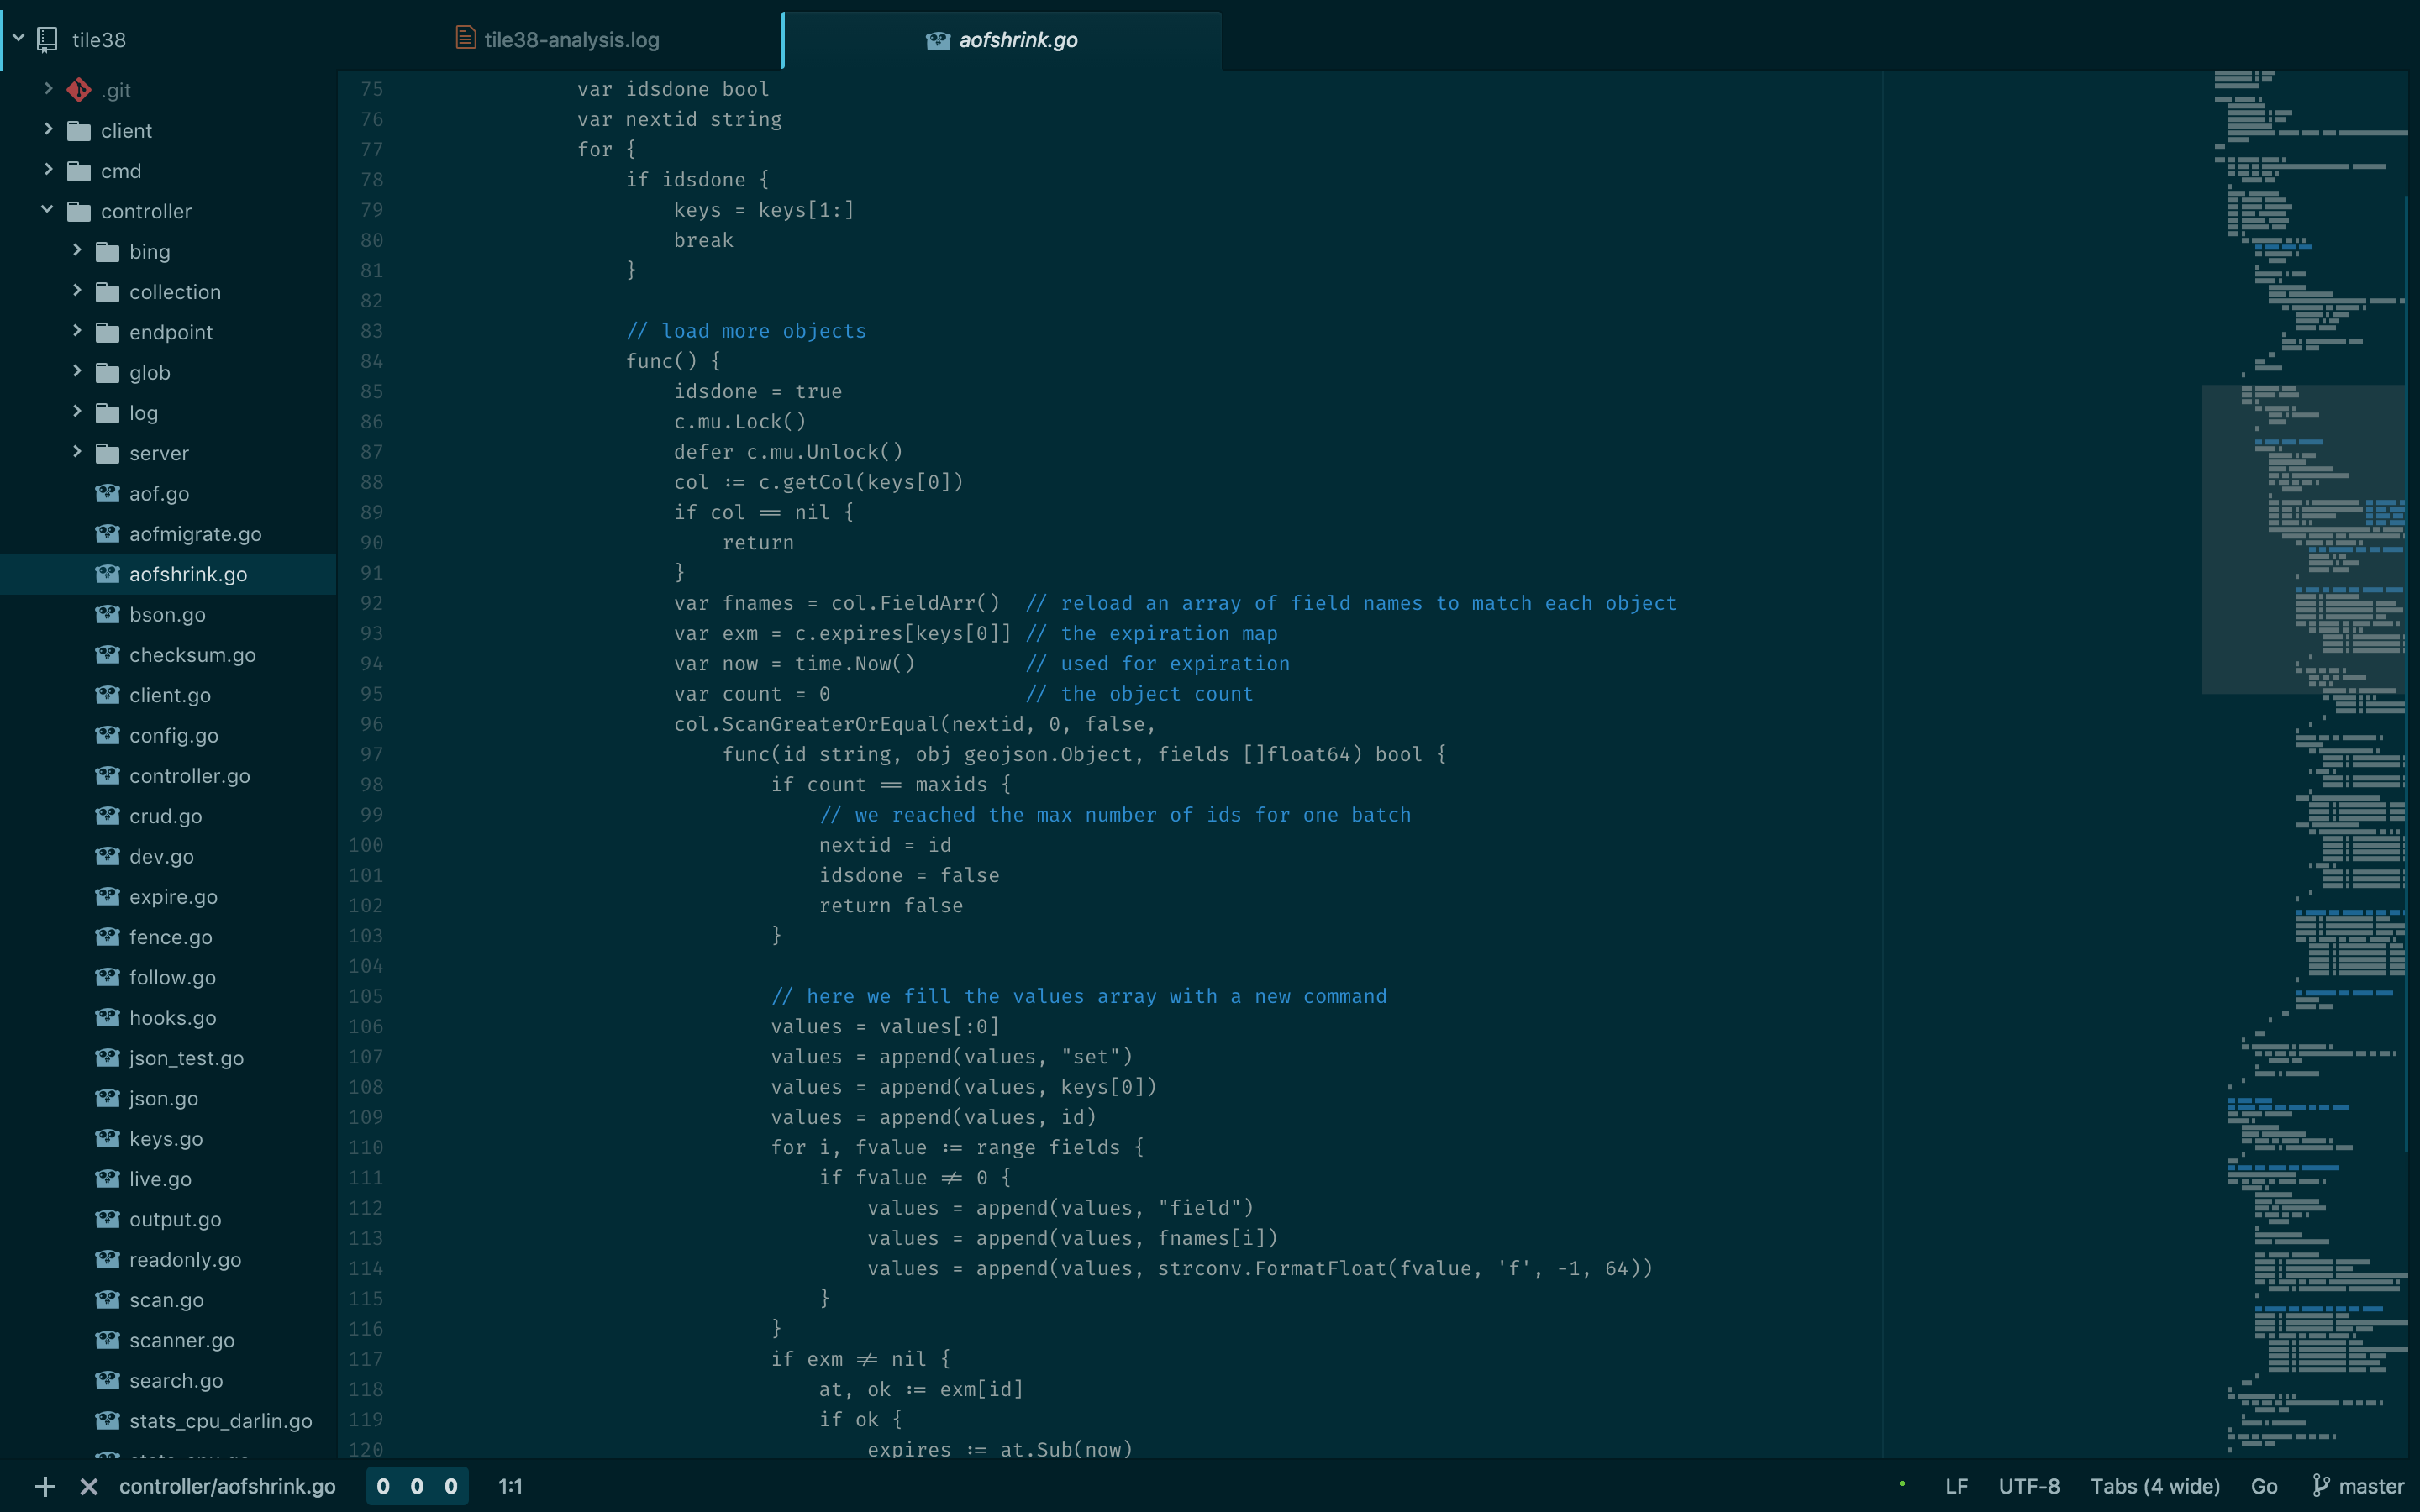 tile38
.git
client
cmd
controller
bing
collection
endpoint
glob
log
server
aof.go
aofmigrate.go
aofshrink.go
bson.go
checksum.go
client.go
config.go
controller.go
crud.go
dev.go
expire.go
fence.go
follow.go
hooks.go
json_test.go
json.go
keys.go
live.go
output.go
readonly.go
scan.go
scanner.go
search.go
stats_cpu_darlin.go
tile38-analysis.log
aofshrink.go
75 var idsdone bool
76 var nextid string
77 for {
78 if idsdone {
79 keys = keys[1:]
80 break
81 }
82
83 // load more objects
84 func() {
85 idsdone = true
86 c.mu.Lock()
87 defer c.mu.Unlock()
88 col := c.getCol(keys[0])
89 if col == nil {
90 return
91 }
92 var fnames = col.FieldArr() // reload an array of field names to match each object
93 var exm = c.expires[keys[0]] // the expiration map
94 var now = time.Now() // used for expiration
95 var count = 0 // the object count
96 col.ScanGreaterOrEqual(nextid, 0, false,
97 func(id string, obj geojson.Object, fields []float64) bool {
98 if count == maxids {
99 // we reached the max number of ids for one batch
100 nextid = id
101 idsdone = false
102 return false
103 }
104
105 // here we fill the values array with a new command
106 values = values[:0]
107 values = append(values, "set")
108 values = append(values, keys[0])
109 values = append(values, id)
110 for i, fvalue := range fields {
111 if fvalue != 0 {
112 values = append(values, "field")
113 values = append(values, fnames[i])
114 values = append(values, strconv.FormatFloat(fvalue, 'f', -1, 64))
115 }
116 }
117 if exm != nil {
118 at, ok := exm[id]
119 if ok {
120 expires := at.Sub(now)
controller/aofshrink.go 0 0 0 1:1 LF UTF-8 Tabs (4 wide) Go master